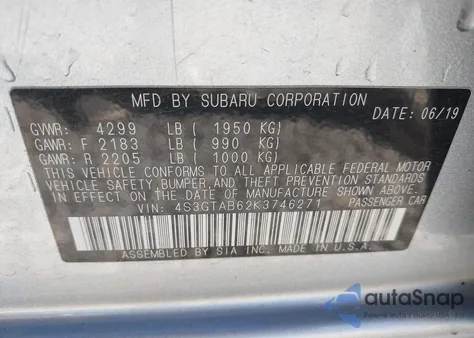 MFD BY SUBARU CORPORATION
DATE: 06/19
GVWR: 4299 LB ( 1950 KG)
GAWR: F 2183 LB ( 990 KG)
GAWR: R 2205 LB ( 1000 KG)
THIS VEHICLE CONFORMS TO ALL APPLICABLE FEDERAL MOTOR
VEHICLE SAFETY, BUMPER, AND THEFT PREVENTION STANDARDS
IN EFFECT ON THE DATE OF MANUFACTURE SHOWN ABOVE.
VIN: 4S3GTAB62K3746271
PASSENGER CAR
ASSEMBLED BY SIA INC. MADE IN U.S.A.
autoSnap